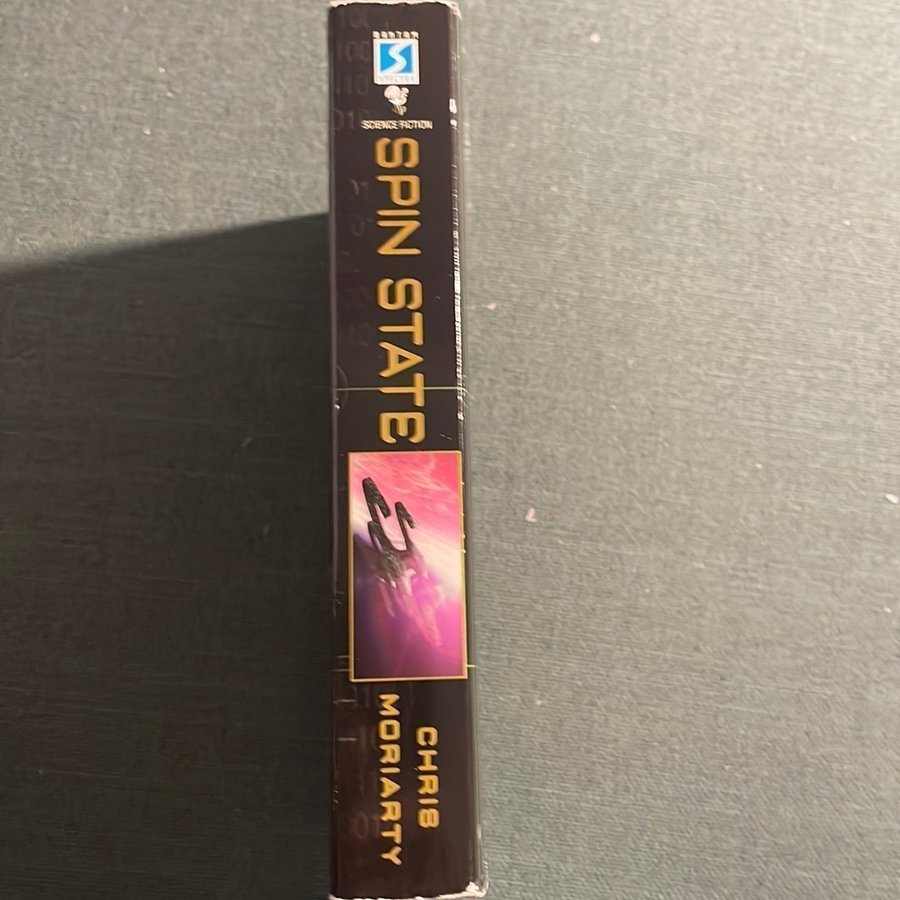 BANTAM
SPECTRA
SCIENCE FICTION
SPIN STATE
CHRIS
MORIARTY